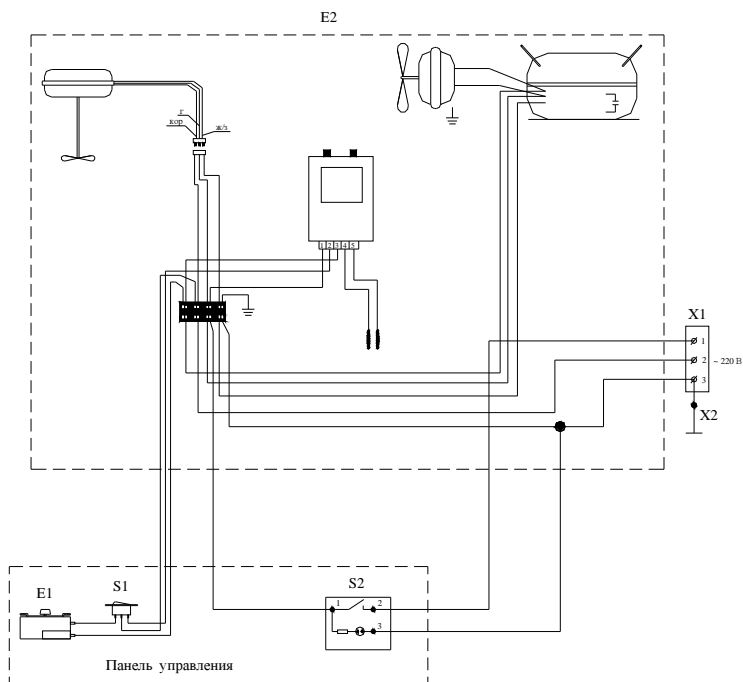 E2
г
кор
ж/з
1 2 3 4 5
X1
1
2
~ 220 В
3
X2
E1
S1
S2
1
2
3
Панель управления